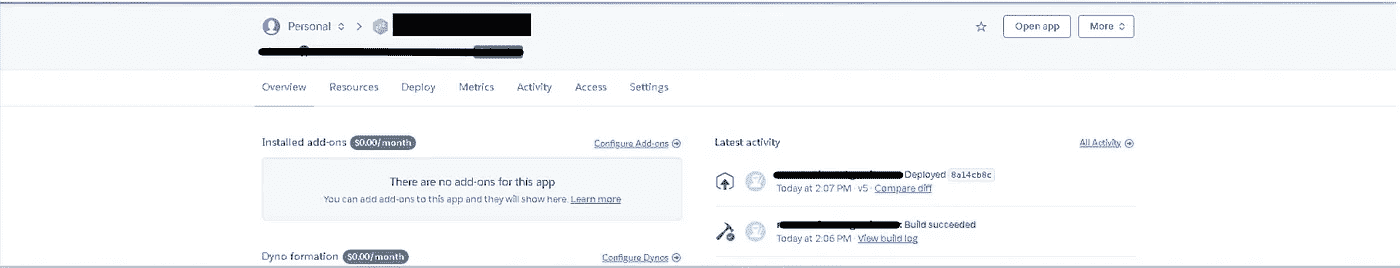 Personal
Open app
More
Overview
Resources
Deploy
Metrics
Activity
Access
Settings
Installed add-ons $0.00/month
Configure Add-ons
There are no add-ons for this app
You can add add-ons to this app and they will show here. Learn more
Dyno formation $0.00/month
Configure Dynos
Latest activity
All Activity
Deployed 8a14cb8c
Today at 2:07 PM · v5 · Compare diff
Build succeeded
Today at 2:06 PM · View build log